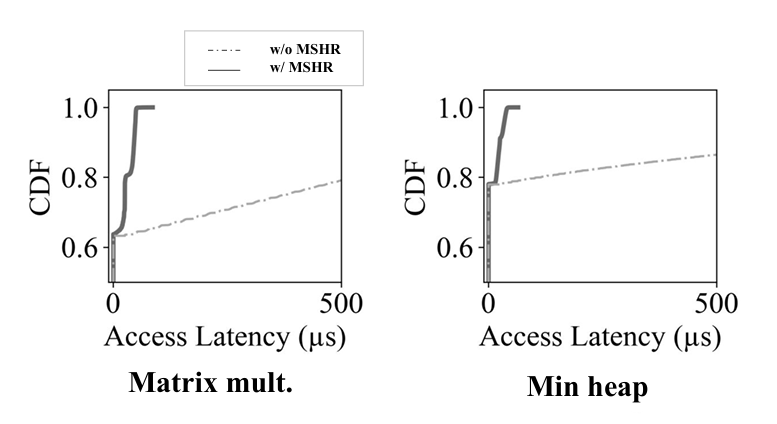 w/o MSHR
w/ MSHR
1.0
0.8
0.6
CDF
0
500
Access Latency (µs)
Matrix mult.
1.0
0.8
0.6
CDF
0
500
Access Latency (µs)
Min heap